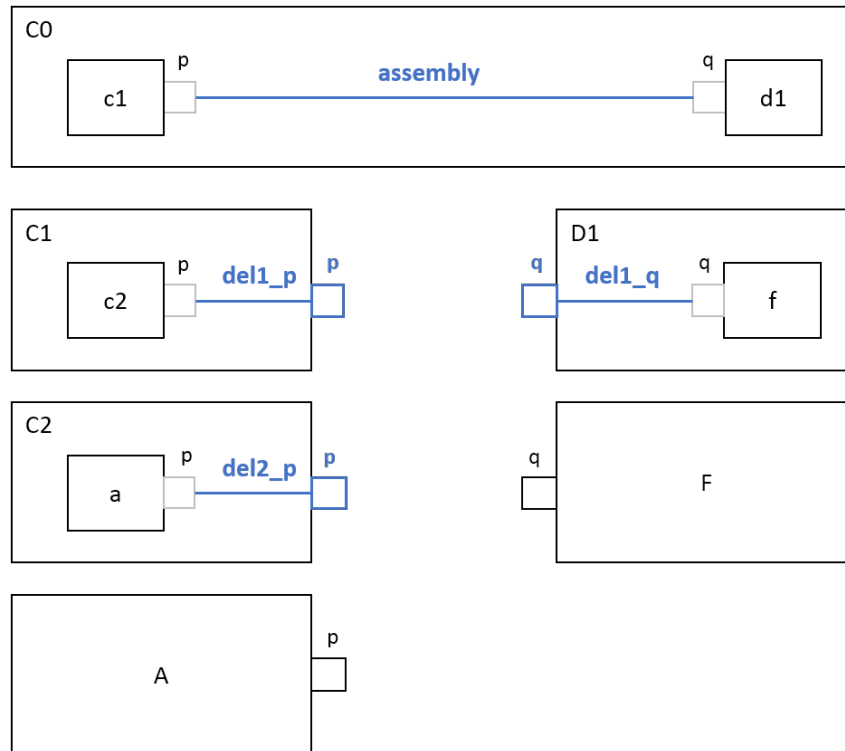 C0
p
assembly
q
c1
d1
C1
p
del1_p
p
c2
D1
q
del1_q
q
f
C2
p
del2_p
p
a
q
F
p
A